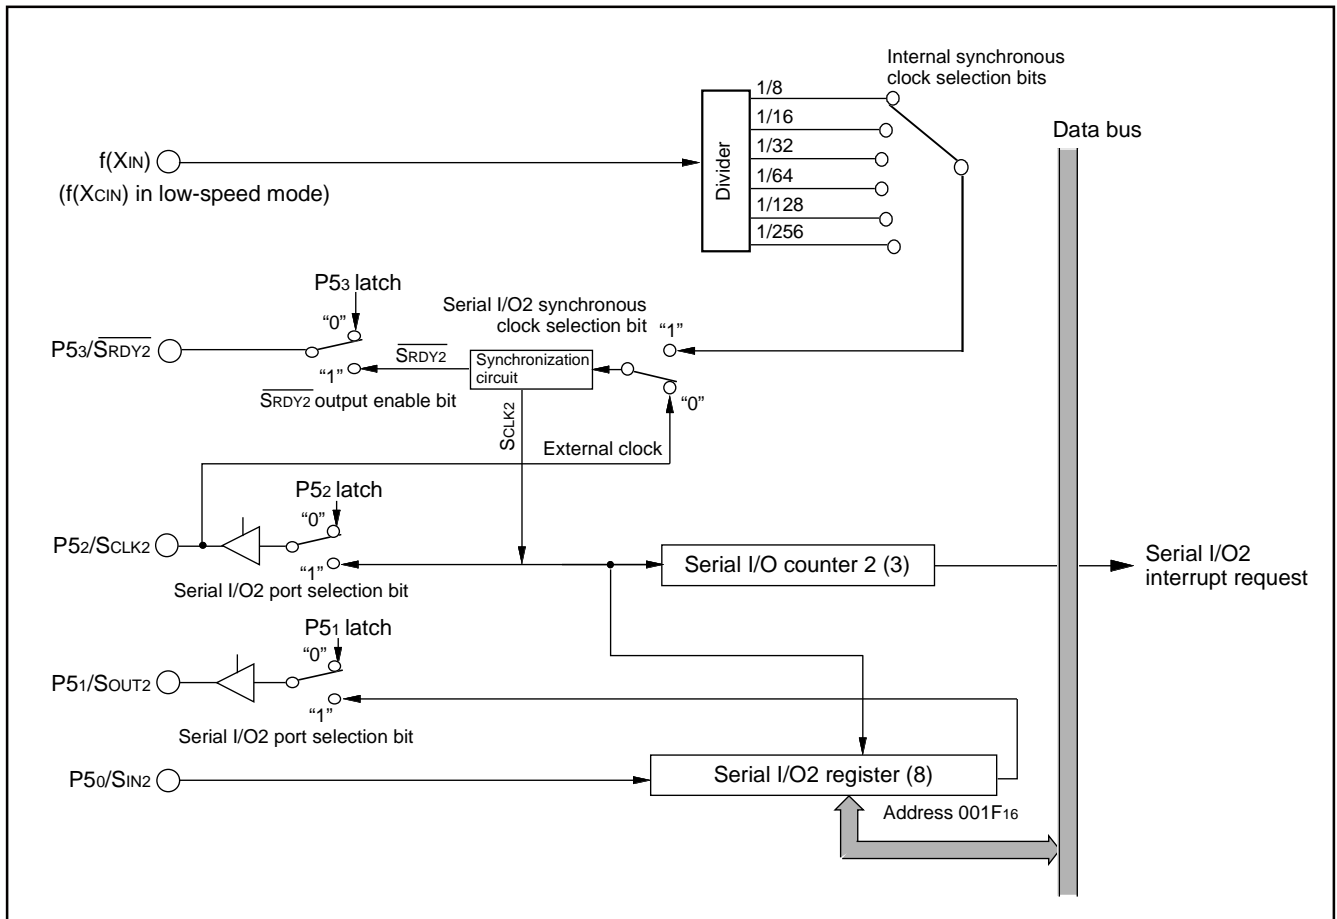 Internal synchronous
clock selection bits
1/8
1/16
1/32
1/64
1/128
1/256
Divider
Data bus
f(XIN)
(f(XCIN) in low-speed mode)
P53 latch
"0"
P53/SRDY2
"1"
SRDY2
SRDY2 output enable bit
Serial I/O2 synchronous
clock selection bit
"1"
Synchronization
circuit
"0"
SCLK2
External clock
P52 latch
"0"
P52/SCLK2
"1"
Serial I/O2 port selection bit
Serial I/O counter 2 (3)
Serial I/O2
interrupt request
P51 latch
"0"
P51/SOUT2
"1"
Serial I/O2 port selection bit
P50/SIN2
Serial I/O2 register (8)
Address 001F16